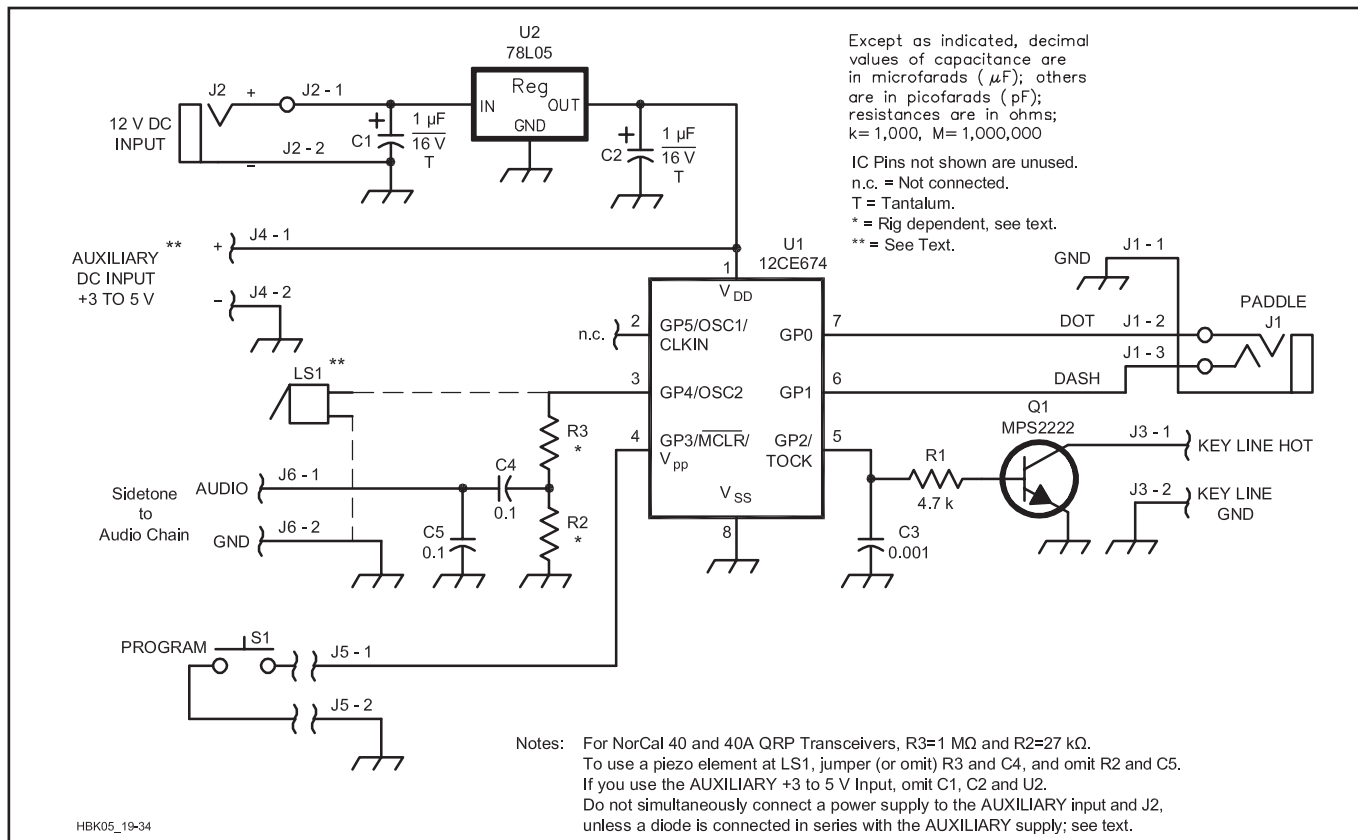 U2
78L05
Reg
IN
OUT
GND
J2
+
J2 - 1
12 V DC
INPUT
J2 - 2
–
+
C1
1 µF
16 V
T
+
C2
1 µF
16 V
T
Except as indicated, decimal
values of capacitance are
in microfarads ( µF); others
are in picofarads ( pF);
resistances are in ohms;
k= 1,000, M= 1,000,000
IC Pins not shown are unused.
n.c. = Not connected.
T = Tantalum.
* = Rig dependent, see text.
** = See Text.
AUXILIARY **
DC INPUT
+3 TO 5 V
+
J4 - 1
–
J4 - 2
U1
12CE674
1
VDD
2
n.c.
GP5/OSC1/
CLKIN
3
GP4/OSC2
4
GP3/MCLR/
Vpp
VSS
8
GP0
7
GP1
6
GP2/
TOCK
5
GND
J1 - 1
DOT
J1 - 2
DASH
J1 - 3
PADDLE
J1
LS1
**
R3
*
C4
0.1
R2
*
C5
0.1
Sidetone
to
Audio Chain
AUDIO
J6 - 1
GND
J6 - 2
R1
4.7 k
C3
0.001
Q1
MPS2222
J3 - 1
KEY LINE HOT
J3 - 2
KEY LINE
GND
PROGRAM
S1
J5 - 1
J5 - 2
Notes: For NorCal 40 and 40A QRP Transceivers, R3=1 MΩ and R2=27 kΩ.
To use a piezo element at LS1, jumper (or omit) R3 and C4, and omit R2 and C5.
If you use the AUXILIARY +3 to 5 V Input, omit C1, C2 and U2.
Do not simultaneously connect a power supply to the AUXILIARY input and J2,
unless a diode is connected in series with the AUXILIARY supply; see text.
HBK05_19-34